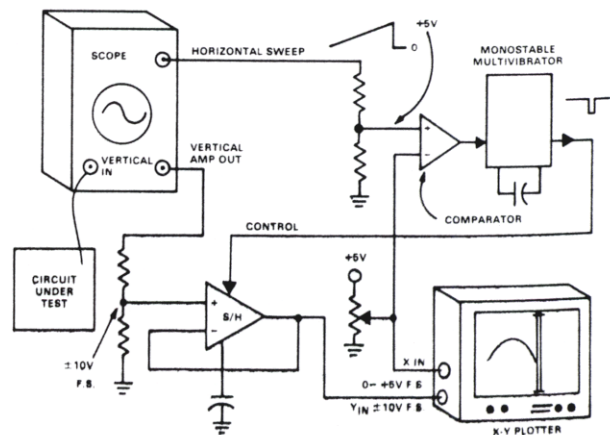 SCOPE
HORIZONTAL SWEEP
0
+5V
MONOSTABLE
MULTIVIBRATOR
VERTICAL
IN
VERTICAL
AMP OUT
+
−
COMPARATOR
CONTROL
CIRCUIT
UNDER
TEST
+
−
S/H
+5V
±10V
F.S.
X IN
0 – +5V F.S
YIN ±10V F.S
X-Y PLOTTER